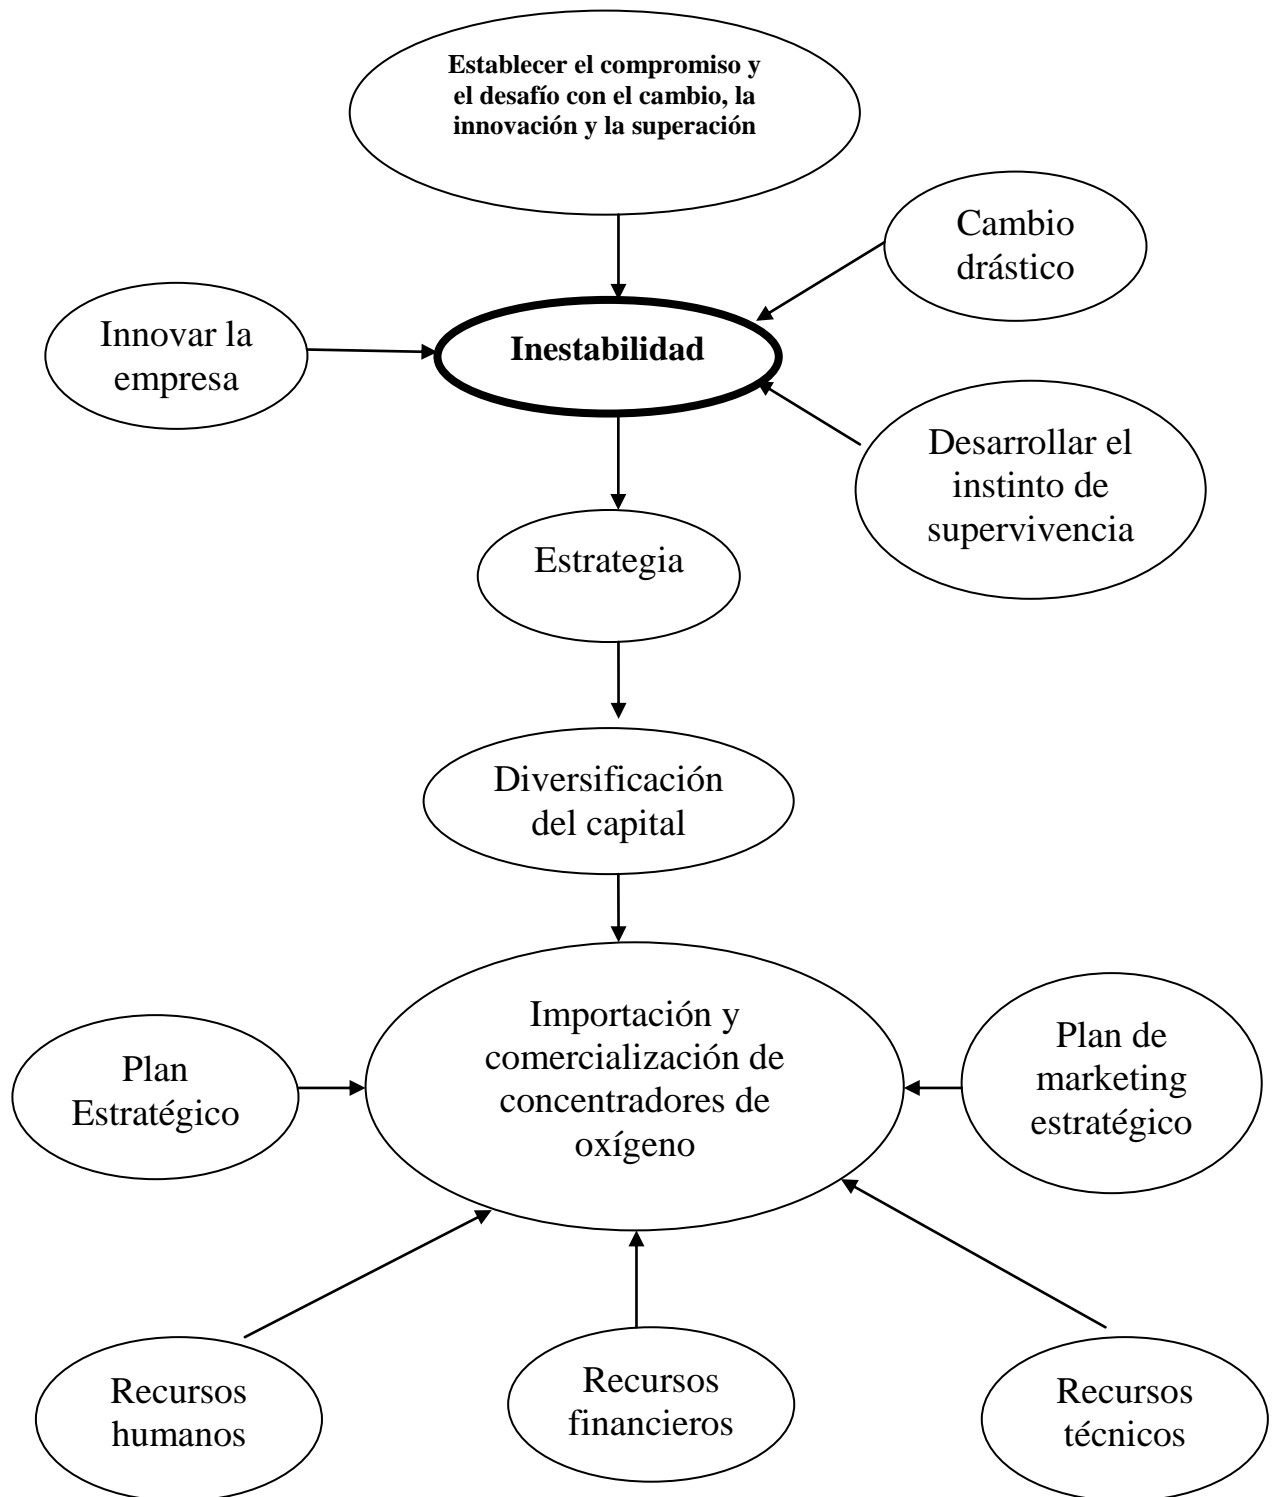 Establecer el compromiso y
el desafío con el cambio, la
innovación y la superación
Cambio
drástico
Innovar la
empresa
Inestabilidad
Desarrollar el
instinto de
supervivencia
Estrategia
Diversificación
del capital
Importación y
comercialización de
concentradores de
oxígeno
Plan
Estratégico
Plan de
marketing
estratégico
Recursos
humanos
Recursos
financieros
Recursos
técnicos